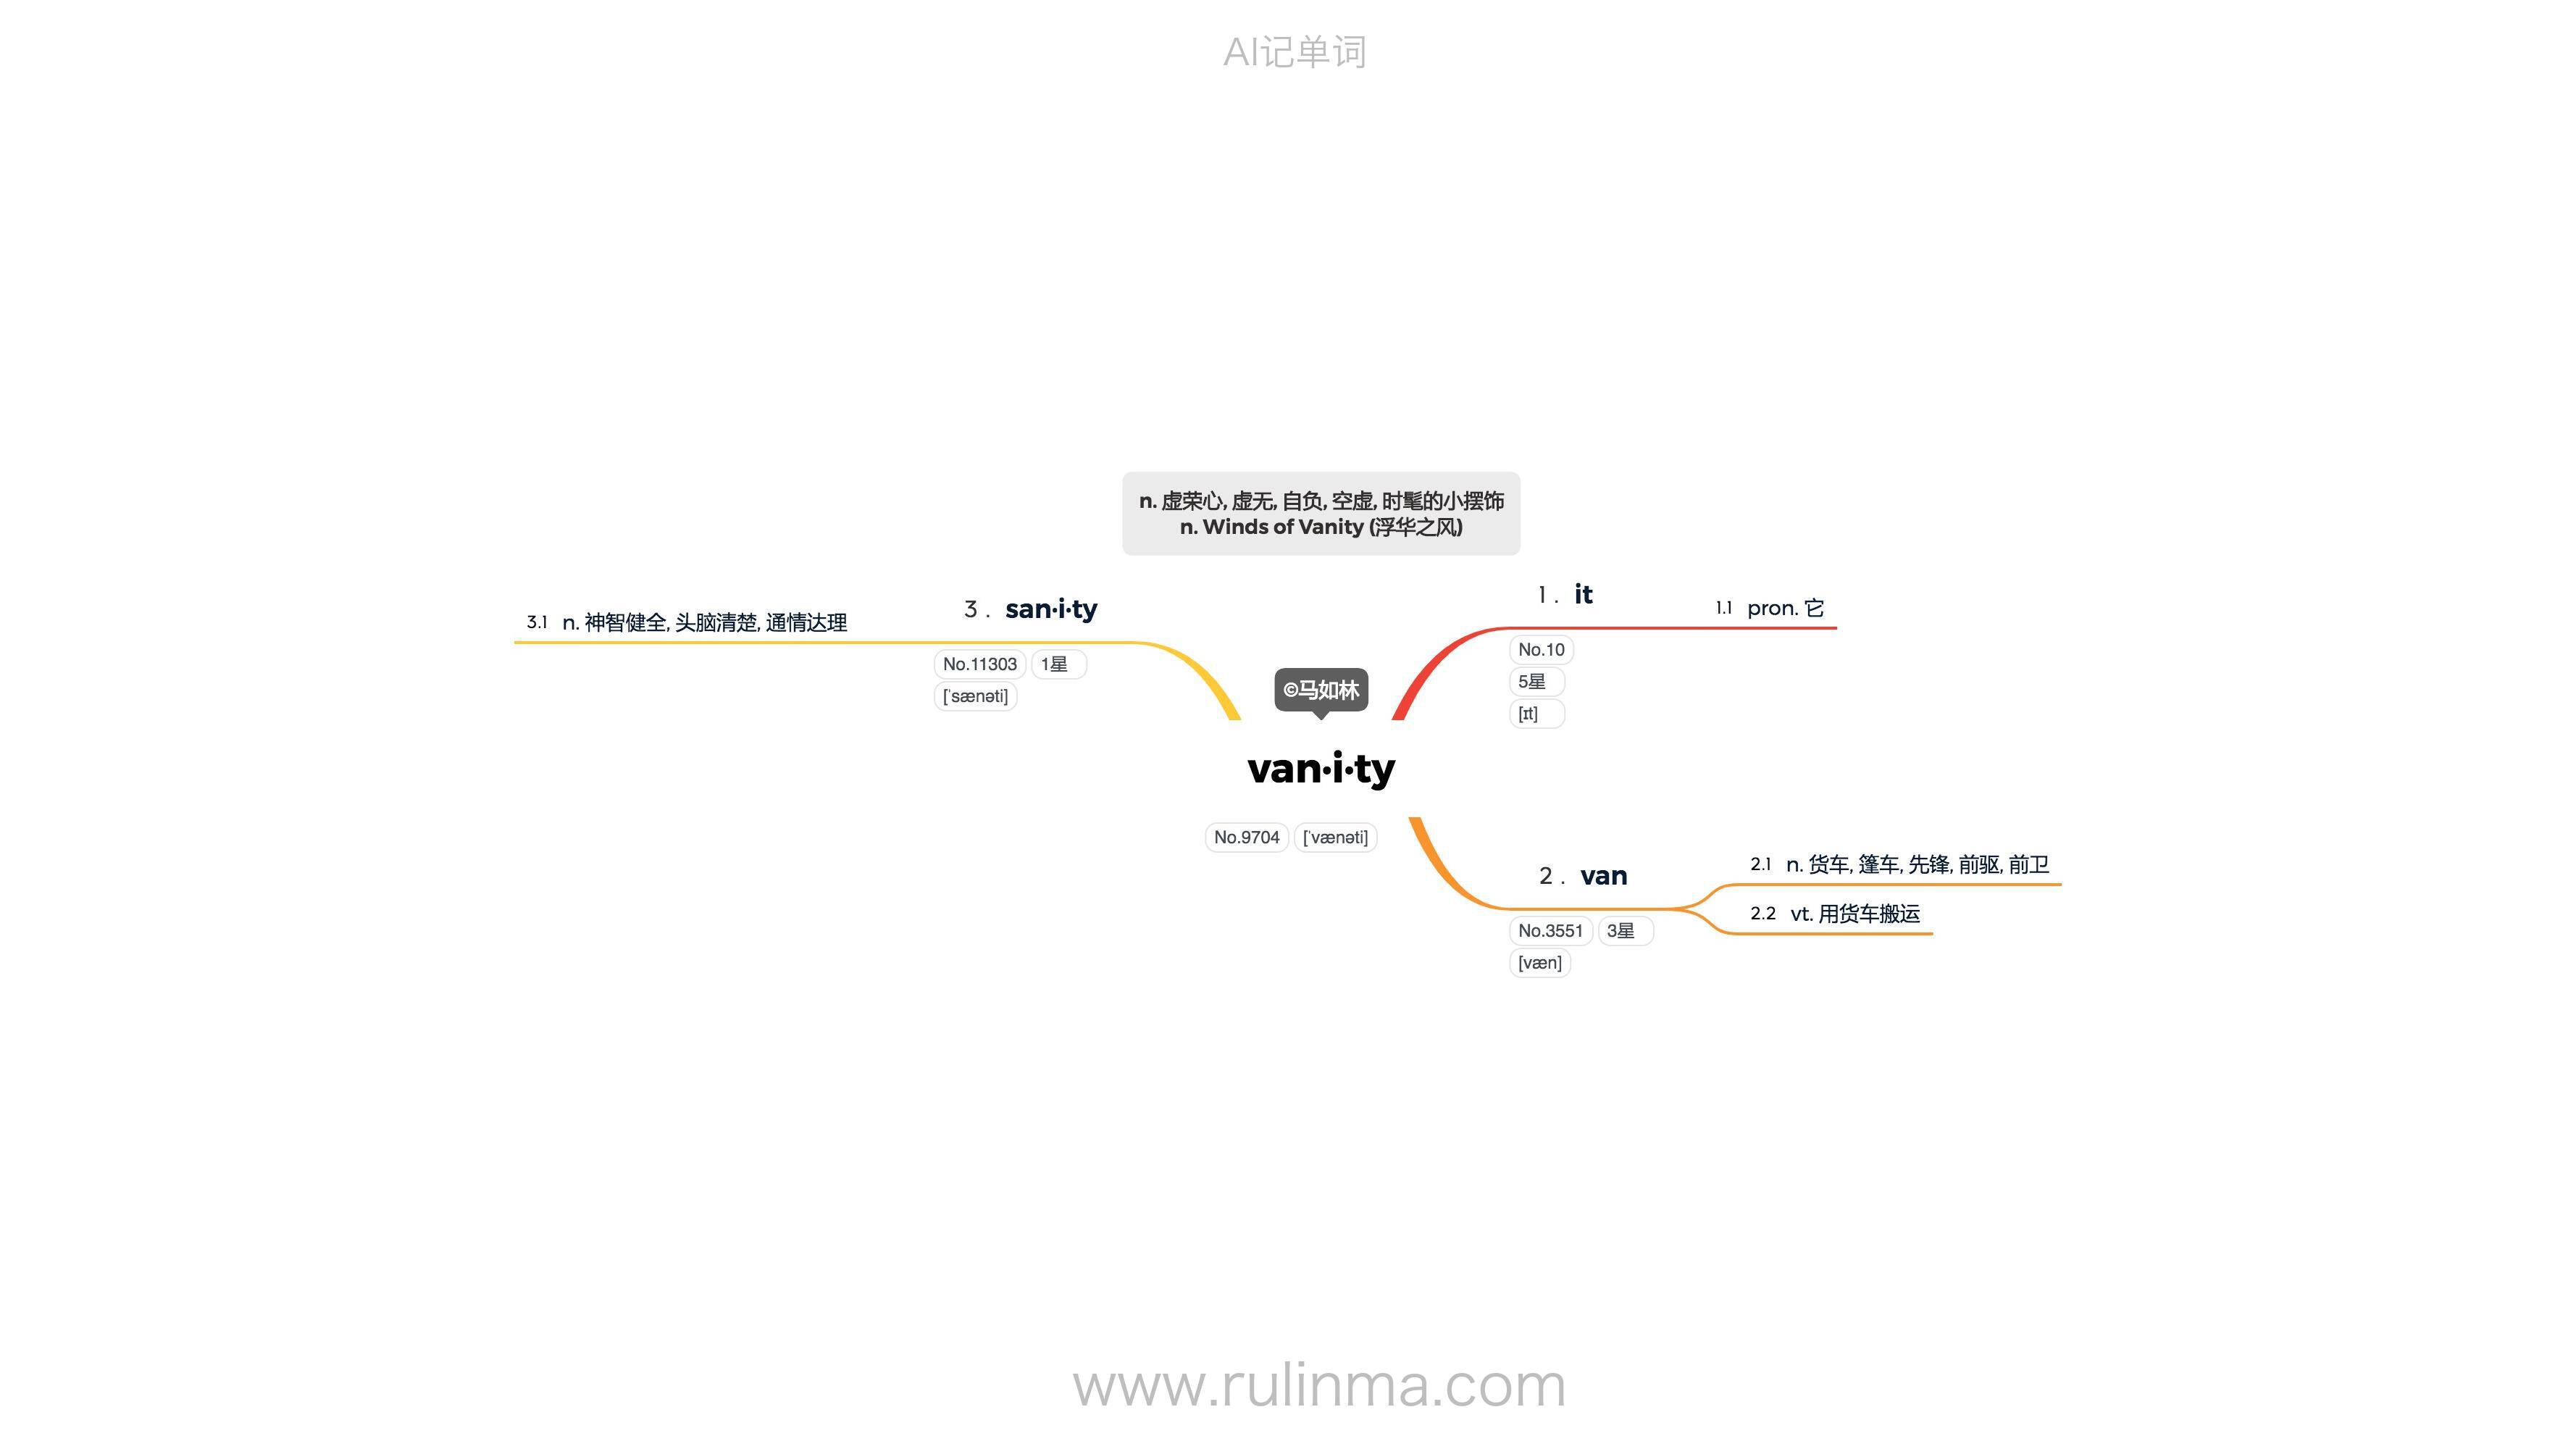 AI记单词
n. 虚荣心, 虚无, 自负, 空虚, 时髦的小摆饰
n. Winds of Vanity (浮华之风)
©马如林
van·i·ty
No.9704 ['vænəti]
1 . it
No.10
5星
[ɪt]
1.1 pron. 它
2 . van
No.3551 3星
[væn]
2.1 n. 货车, 篷车, 先锋, 前驱, 前卫
2.2 vt. 用货车搬运
3 . san·i·ty
No.11303 1星
['sænəti]
3.1 n. 神智健全, 头脑清楚, 通情达理
www.rulinma.com